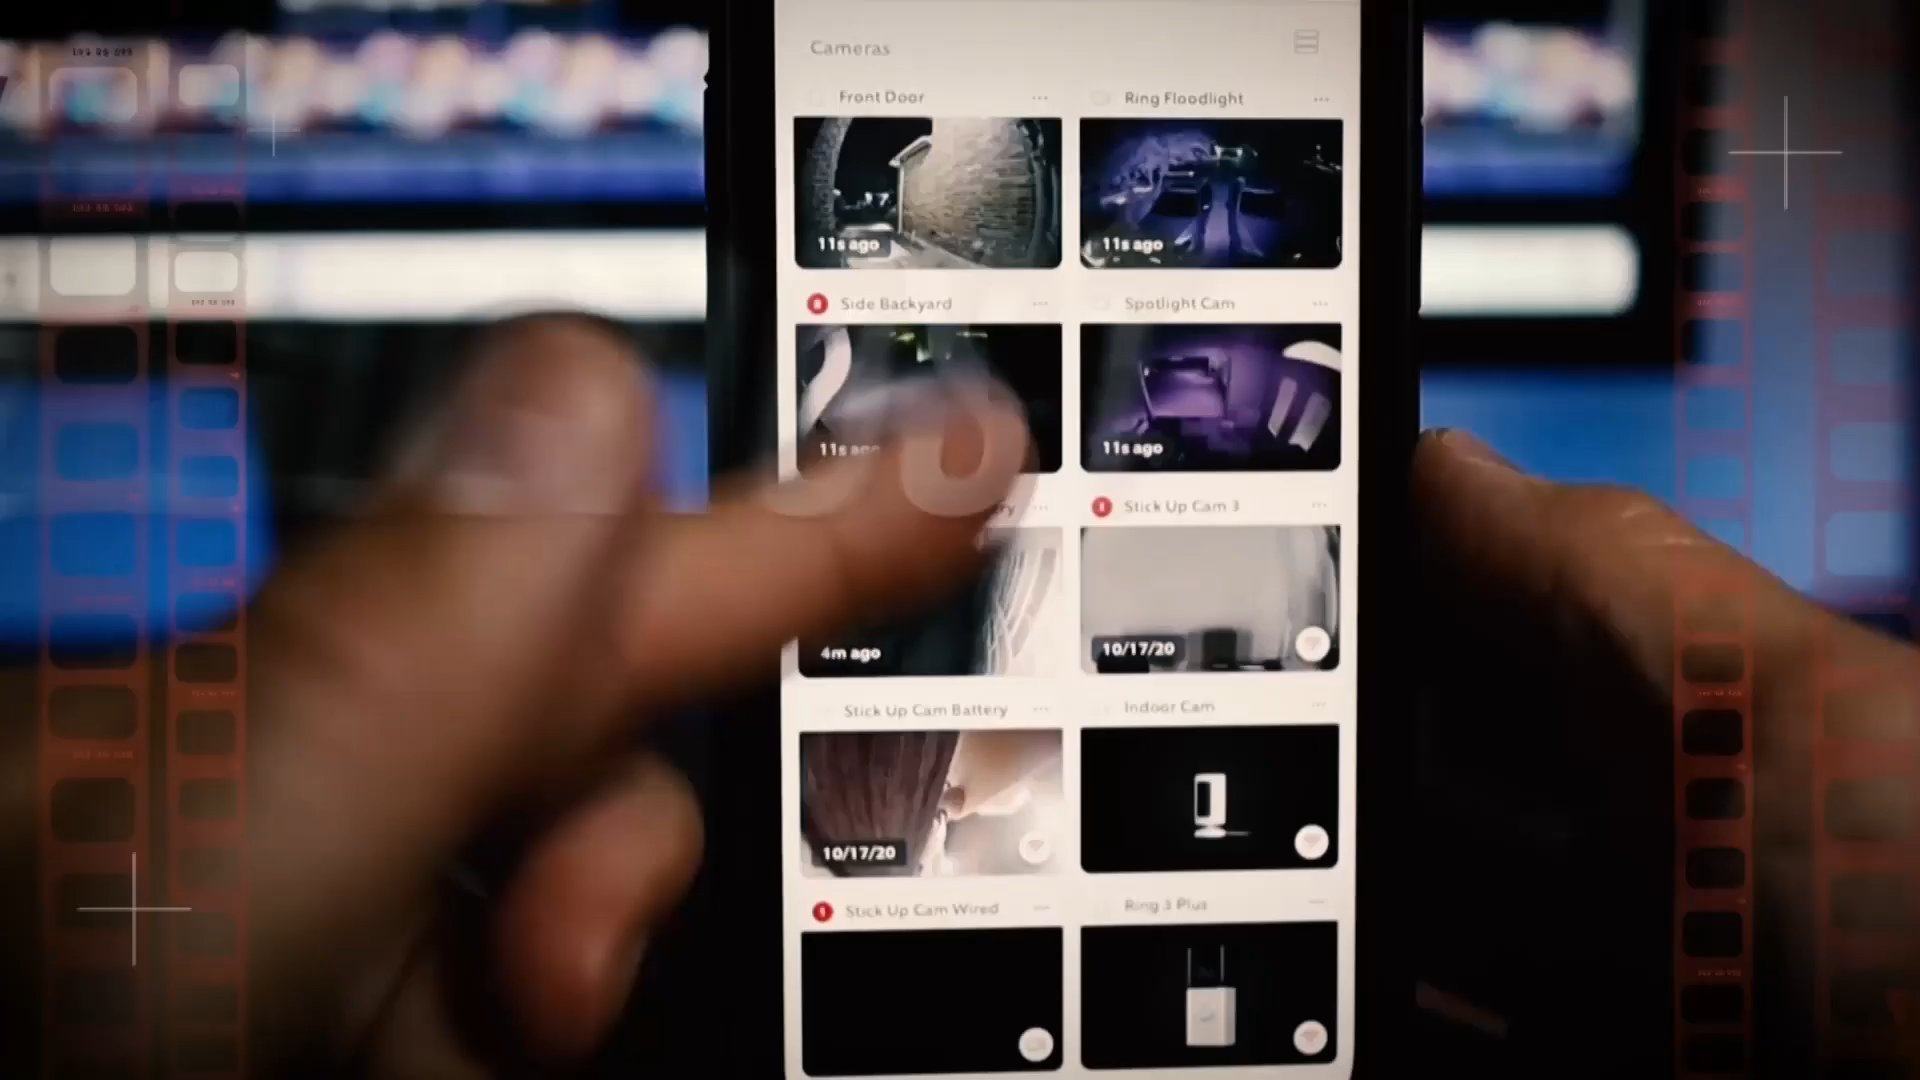 Cameras
Front Door
Ring Floodlight
11s ago
11s ago
Side Backyard
Spotlight Cam
11s ago
11s ago
Stick Up Cam 3
4m ago
10/17/20
Stick Up Cam Battery
Indoor Cam
10/17/20
Stick Up Cam Wired
Ring 3 Plus